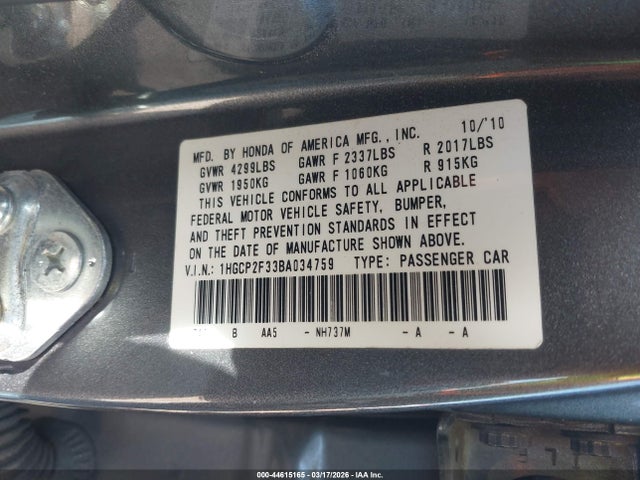 MFD. BY HONDA OF AMERICA MFG., INC. 10/'10
GVWR 4299LBS GAWR F 2337LBS R 2017LBS
GVWR 1950KG GAWR F 1060KG R 915KG
THIS VEHICLE CONFORMS TO ALL APPLICABLE
FEDERAL MOTOR VEHICLE SAFETY, BUMPER,
AND THEFT PREVENTION STANDARDS IN EFFECT
ON THE DATE OF MANUFACTURE SHOWN ABOVE.
V.I.N.: 1HGCP2F33BA034759 TYPE: PASSENGER CAR
B AA5 - NH737M - A - A
000-44615165 - 03/17/2026 - IAA Inc.